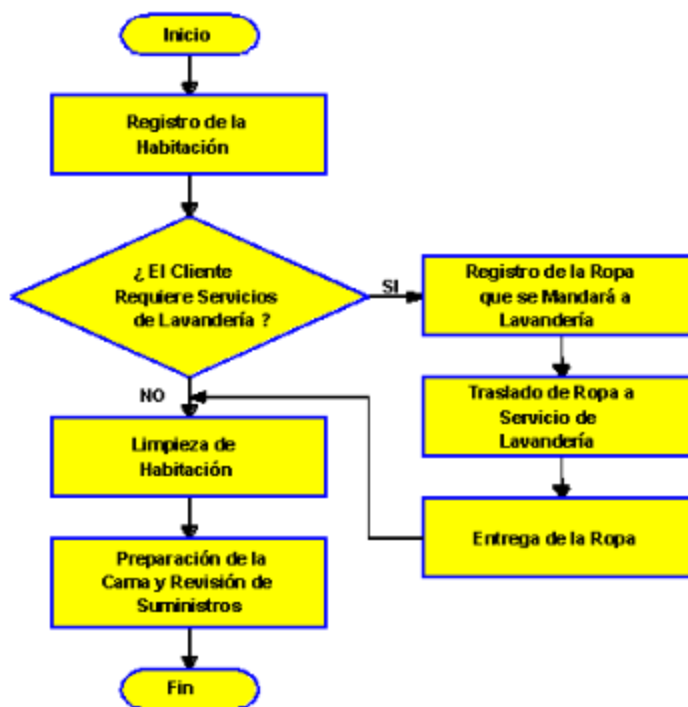 Inicio
Registro de la
Habitación
¿ El Cliente
Requiere Servicios
de Lavandería ?
SI
Registro de la Ropa
que se Mandará a
Lavandería
Traslado de Ropa a
Servicio de
Lavandería
Entrega de la Ropa
NO
Limpieza de
Habitación
Preparación de la
Cama y Revisión de
Suministros
Fin